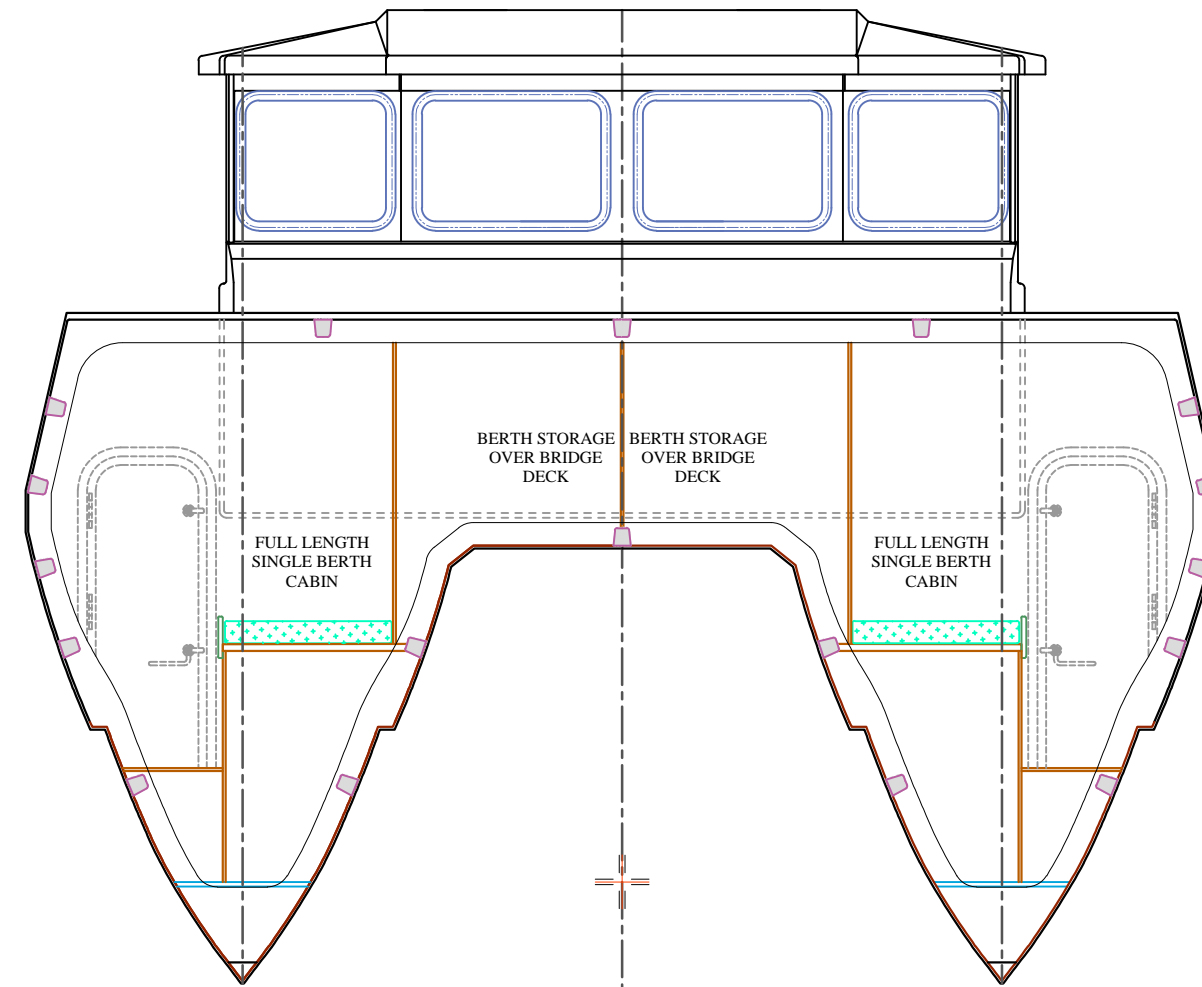 BERTH STORAGE
OVER BRIDGE
DECK
BERTH STORAGE
OVER BRIDGE
DECK
FULL LENGTH
SINGLE BERTH
CABIN
FULL LENGTH
SINGLE BERTH
CABIN